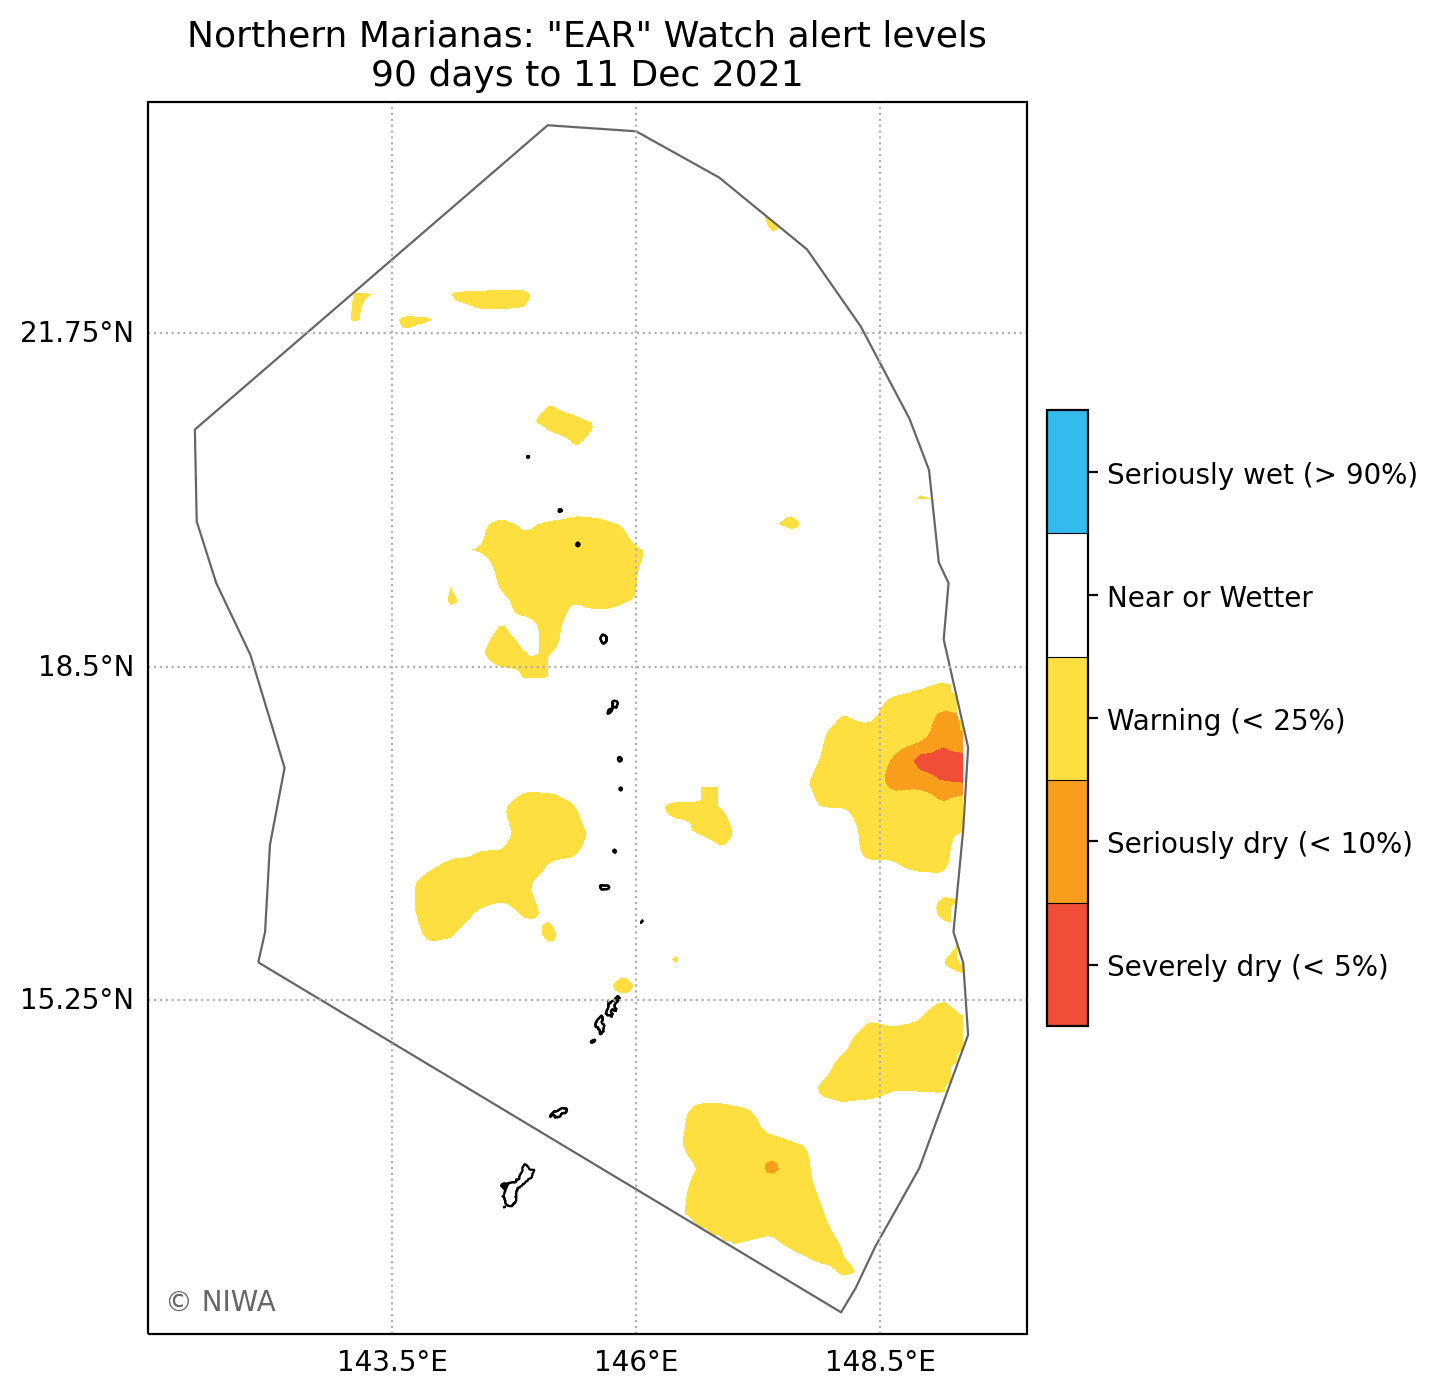 Northern Marianas: "EAR" Watch alert levels
90 days to 11 Dec 2021
21.75°N
18.5°N
15.25°N
143.5°E
146°E
148.5°E
Seriously wet (> 90%)
Near or Wetter
Warning (< 25%)
Seriously dry (< 10%)
Severely dry (< 5%)
© NIWA